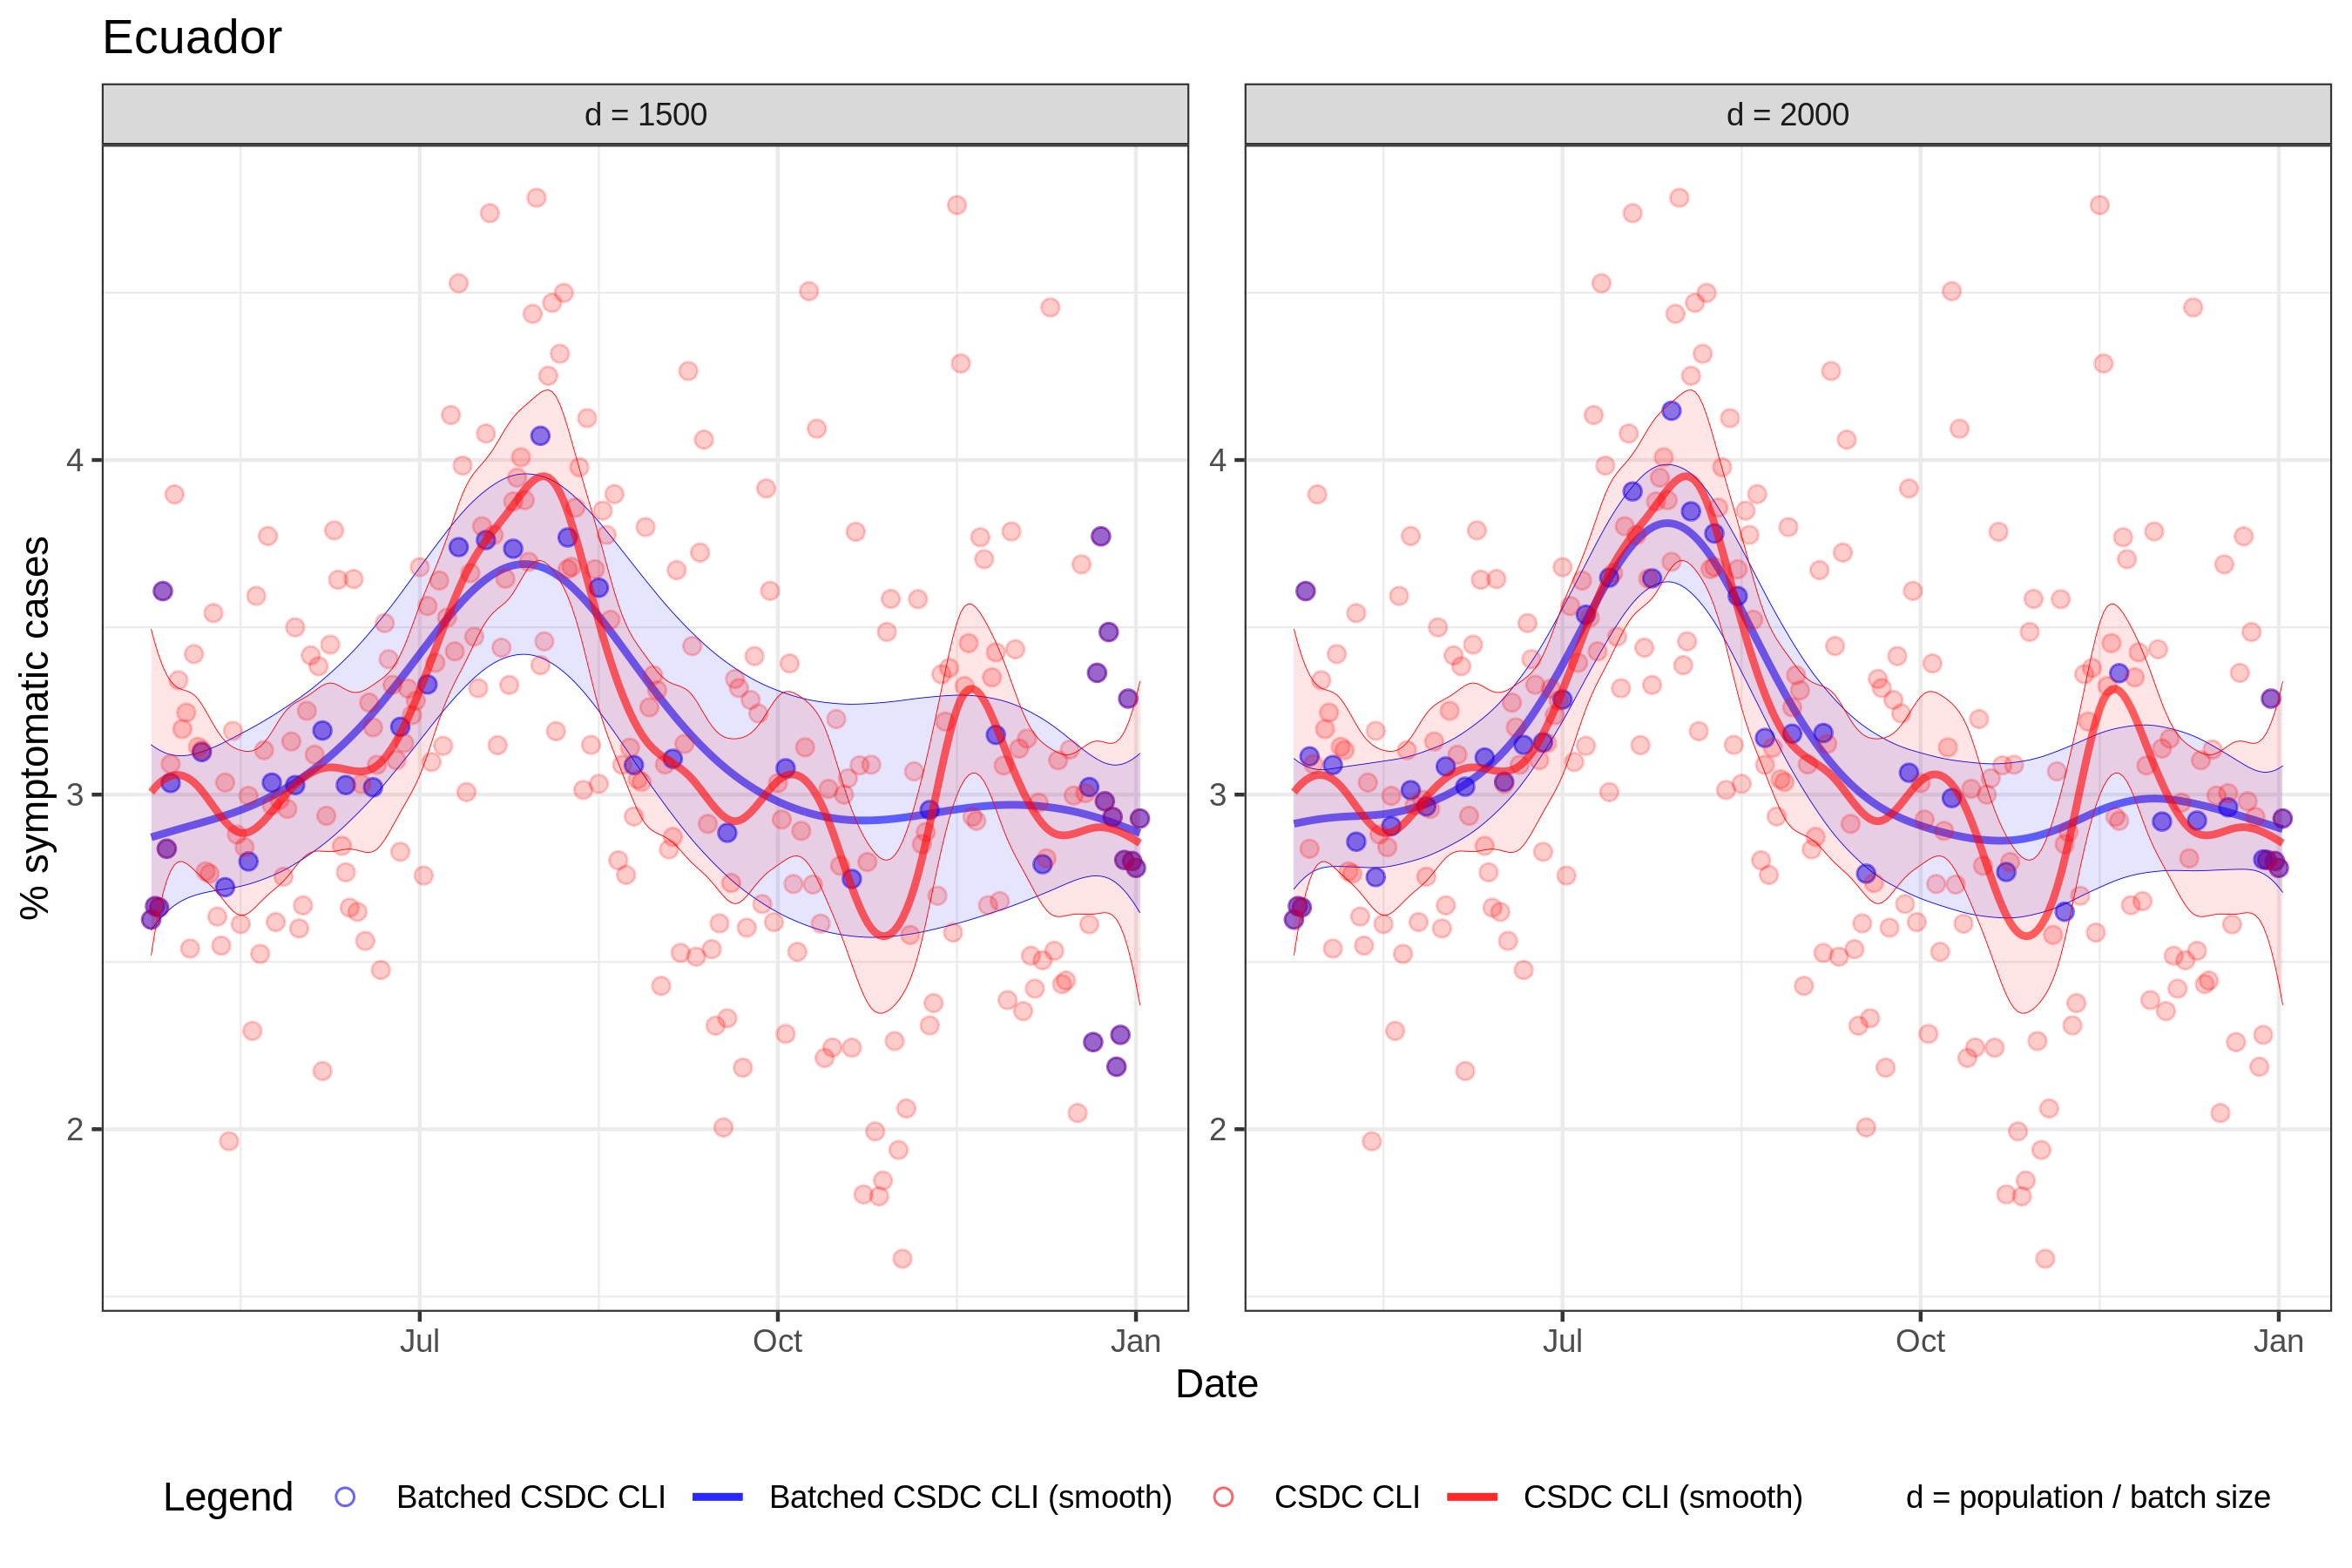 Ecuador
d = 1500
d = 2000
% symptomatic cases
4
3
2
4
3
2
Jul
Oct
Jan
Jul
Oct
Jan
Date
Legend
Batched CSDC CLI
Batched CSDC CLI (smooth)
CSDC CLI
CSDC CLI (smooth)
d = population / batch size